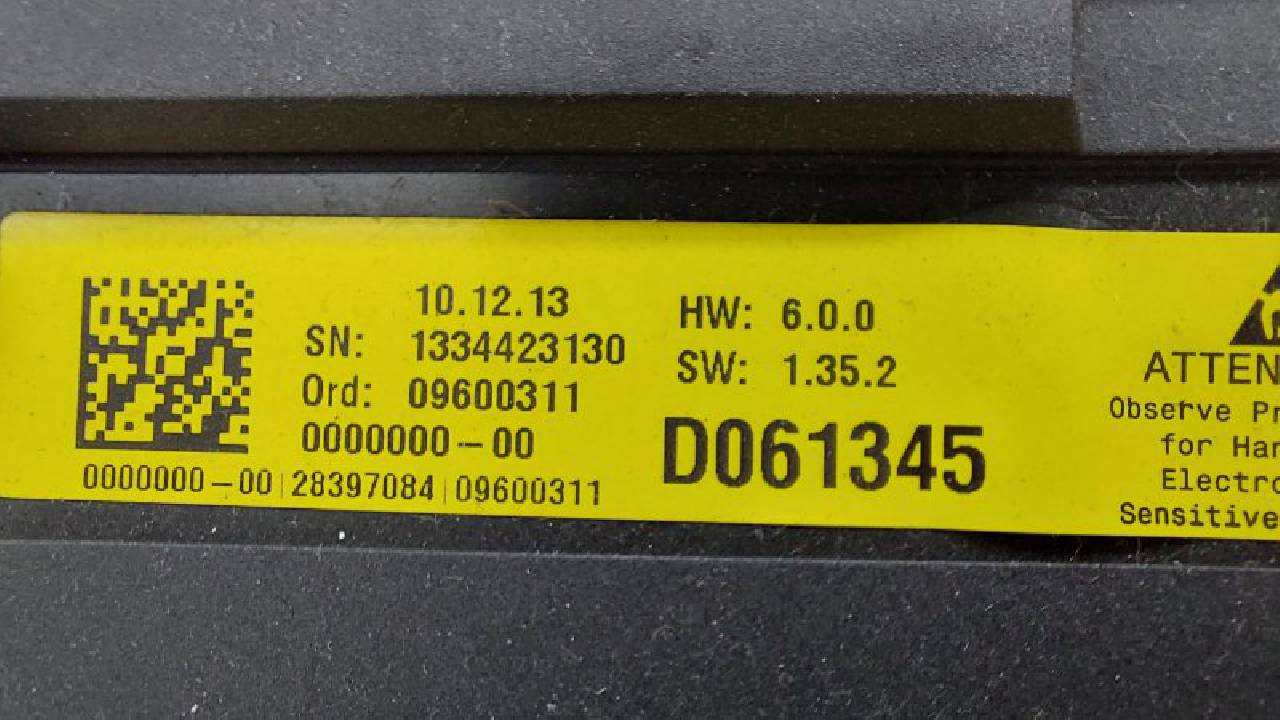 10.12.13
SN: 1334423130
Ord: 09600311
0000000-00
0000000-00|28397084|09600311
HW: 6.0.0
SW: 1.35.2
D061345
ATTEN
Observe Pr
for Han
Electro
Sensitive